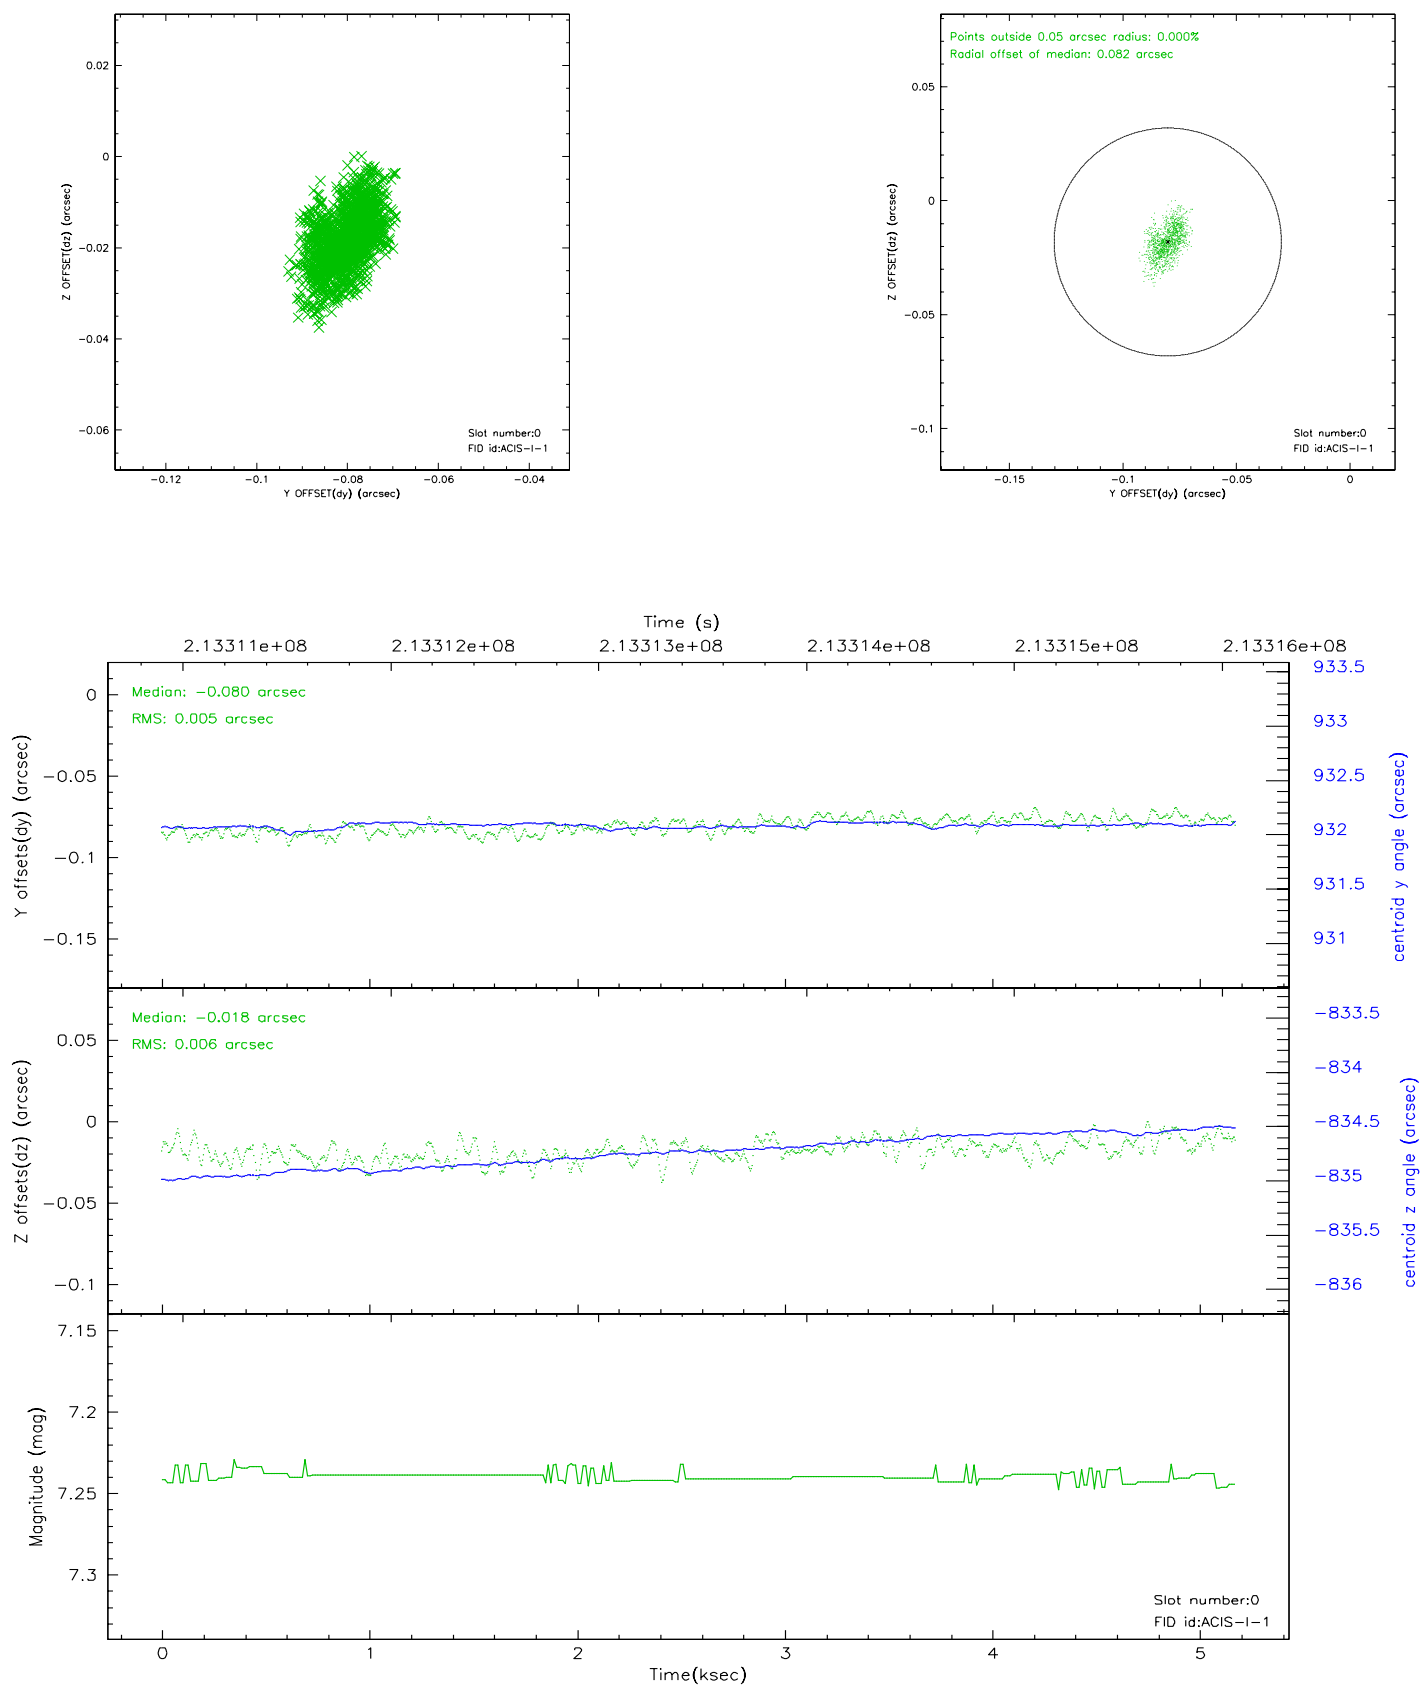 0.02
0
-0.02
-0.04
-0.06
Z OFFSET(dz) (arcsec)
Slot number:0
FID id:ACIS-I-1
-0.12
-0.1
-0.08
-0.06
-0.04
Y OFFSET(dy) (arcsec)
Points outside 0.05 arcsec radius: 0.000%
Radial offset of median: 0.082 arcsec
0.05
0
-0.05
-0.1
Z OFFSET(dz) (arcsec)
Slot number:0
FID id:ACIS-I-1
-0.15
-0.1
-0.05
0
Y OFFSET(dy) (arcsec)
Time (s)
2.13311e+08
2.13312e+08
2.13313e+08
2.13314e+08
2.13315e+08
2.13316e+08
Median: -0.080 arcsec
RMS: 0.005 arcsec
0
-0.05
-0.1
-0.15
Y offsets(dy) (arcsec)
933.5
933
932.5
932
931.5
931
centroid y angle (arcsec)
Median: -0.018 arcsec
RMS: 0.006 arcsec
0.05
0
-0.05
-0.1
Z offsets(dz) (arcsec)
-833.5
-834
-834.5
-835
-835.5
-836
centroid z angle (arcsec)
7.15
7.2
7.25
7.3
Magnitude (mag)
Slot number:0
FID id:ACIS-I-1
0
1
2
3
4
5
Time(ksec)